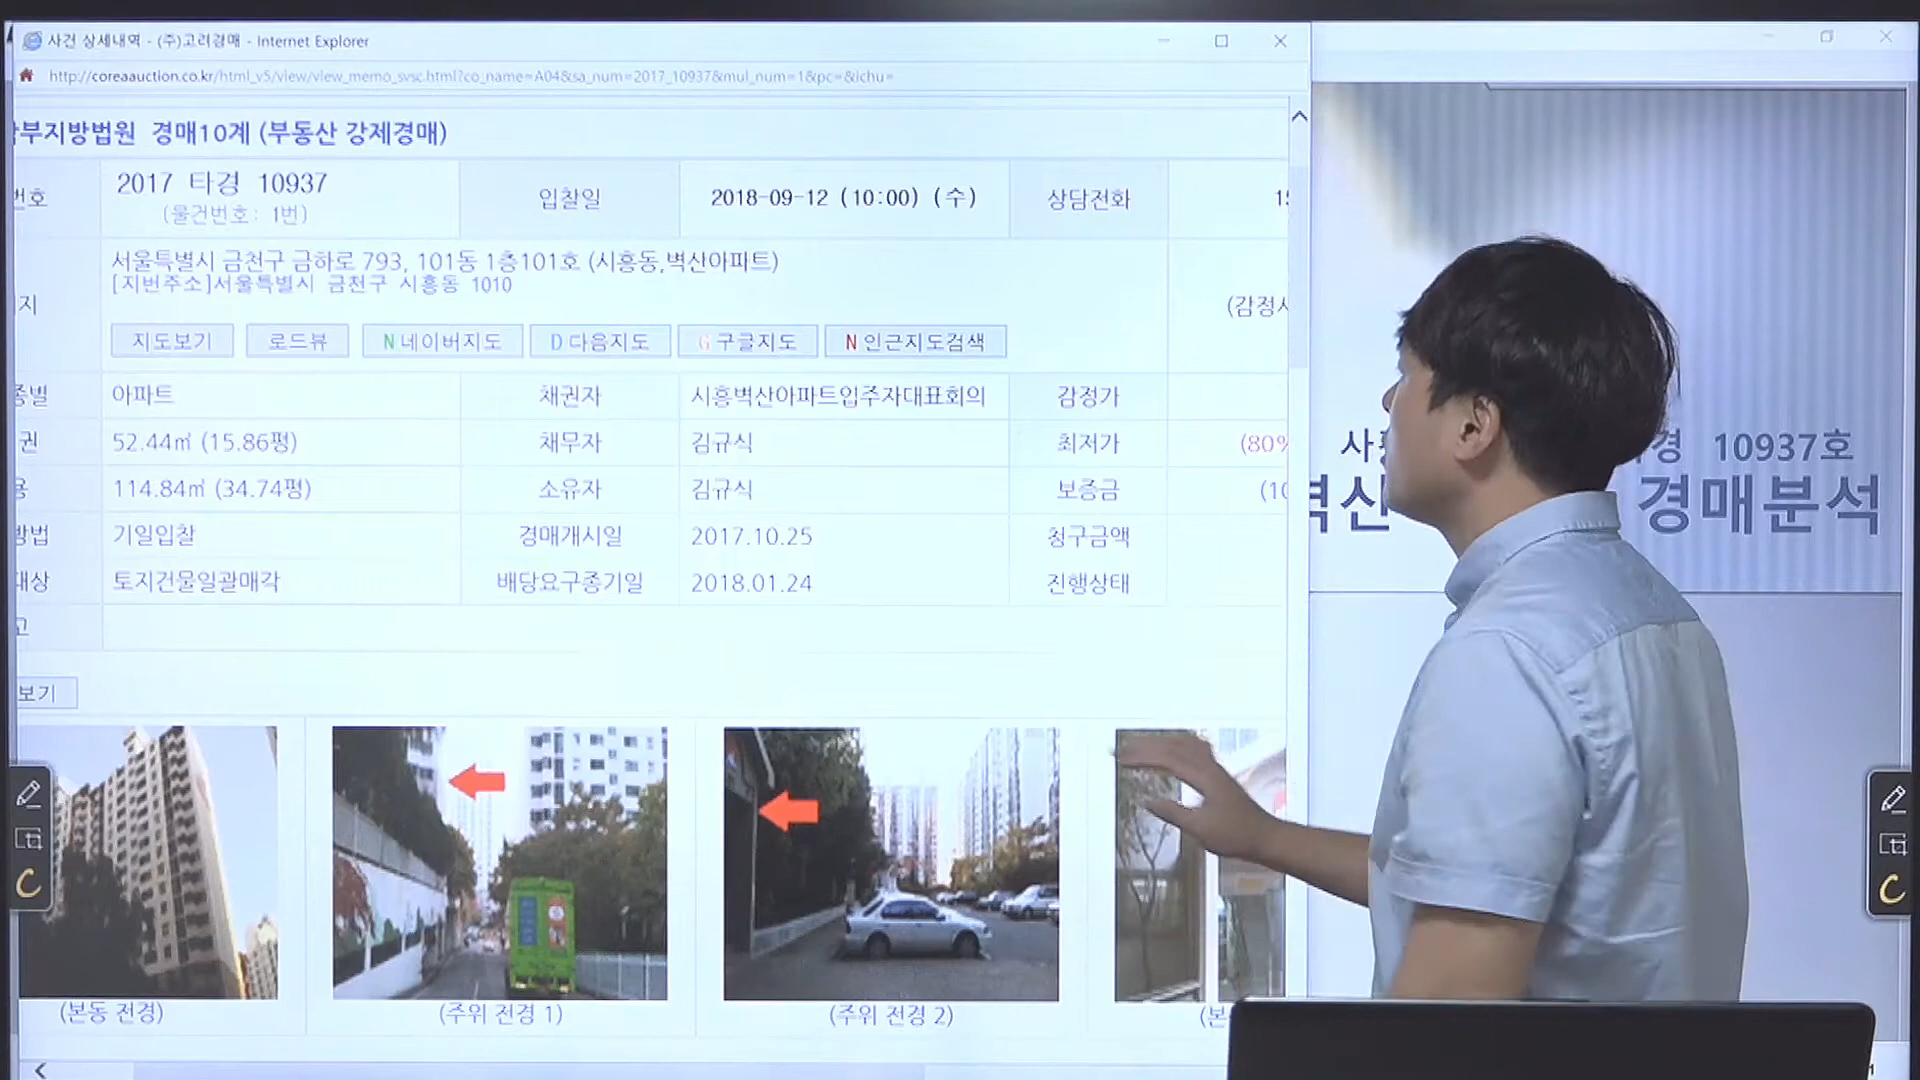 사건 상세내역 - (주)고려경매 - Internet Explorer
http://coreaauction.co.kr/html_v5/view/view_memo_svsc.html?co_name=A04&sa_num=2017_10937&mul_num=1&pc=&ichu=
부지방법원 경매10계 (부동산 강제경매)
번호
2017 타경 10937
(물건번호: 1번)
입찰일
2018-09-12 (10:00) (수)
상담전화
지
서울특별시 금천구 금하로 793, 101동 1층101호 (시흥동,벽산아파트)
[지번주소]서울특별시 금천구 시흥동 1010
(감정시
지도보기 로드뷰 N 네이버지도 D 다음지도 G 구글지도 N 인근지도검색
종별 아파트 채권자 시흥벽산아파트입주자대표회의 감정가
권 52.44㎡ (15.86평) 채무자 김규식 최저가 (80%
용 114.84㎡ (34.74평) 소유자 김규식 보증금 (10
방법 기일입찰 경매개시일 2017.10.25 청구금액
대상 토지건물일괄매각 배당요구종기일 2018.01.24 진행상태
고
보기
(본동 전경) (주위 전경 1) (주위 전경 2) (본
사 경 10937호
벽산 경매분석